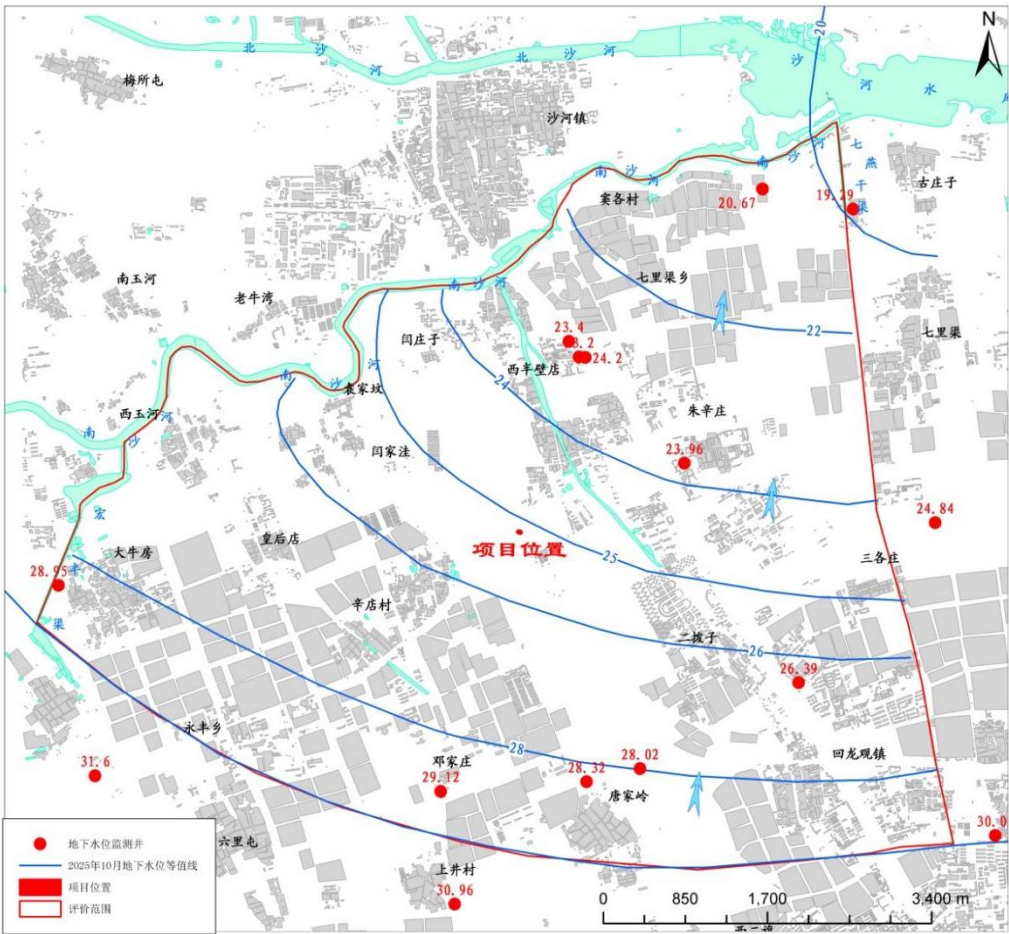 N
20
北
沙
河
北
沙
河
沙
河
水
梅所屯
沙河镇
南
沙
河
南
沙
河
七
燕
干
渠
古庄子
窦各村
20.67
19.29
南玉河
老牛湾
南
沙
河
七里渠乡
22
七里渠
闫庄子
23.4
3.2
24.2
西半壁店
24
朱辛庄
南
沙
河
袁家坟
西玉河
南
沙
河
闫家洼
23.96
24.84
宏
丰
渠
大牛房
皇后店
项目位置
25
三各庄
28.95
辛店村
二拨子
26
26.39
永丰乡
28
回龙观镇
31.6
邓家庄
29.12
28.32
28.02
唐家岭
30.0
六里屯
上井村
30.96
地下水位监测井
2025年10月地下水位等值线
项目位置
评价范围
0
850
1,700
3,400 m